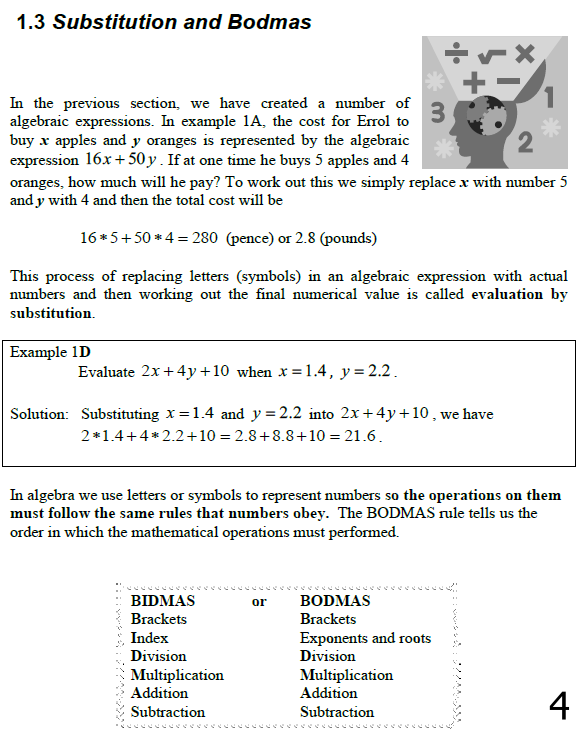 1.3 Substitution and Bodmas
÷ √ ×
* + −
3 1
2 *
*
In the previous section, we have created a number of
algebraic expressions. In example 1A, the cost for Errol to
buy x apples and y oranges is represented by the algebraic
expression 16x + 50y . If at one time he buys 5 apples and 4
oranges, how much will he pay? To work out this we simply replace x with number 5
and y with 4 and then the total cost will be
16 * 5 + 50 * 4 = 280 (pence) or 2.8 (pounds)
This process of replacing letters (symbols) in an algebraic expression with actual
numbers and then working out the final numerical value is called evaluation by
substitution.
Example 1D
Evaluate 2x + 4y + 10 when x = 1.4 , y = 2.2 .
Solution: Substituting x = 1.4 and y = 2.2 into 2x + 4y + 10 , we have
2 * 1.4 + 4 * 2.2 + 10 = 2.8 + 8.8 + 10 = 21.6 .
In algebra we use letters or symbols to represent numbers so the operations on them
must follow the same rules that numbers obey. The BODMAS rule tells us the
order in which the mathematical operations must performed.
BIDMAS or BODMAS
Brackets Brackets
Index Exponents and roots
Division Division
Multiplication Multiplication
Addition Addition
Subtraction Subtraction
4